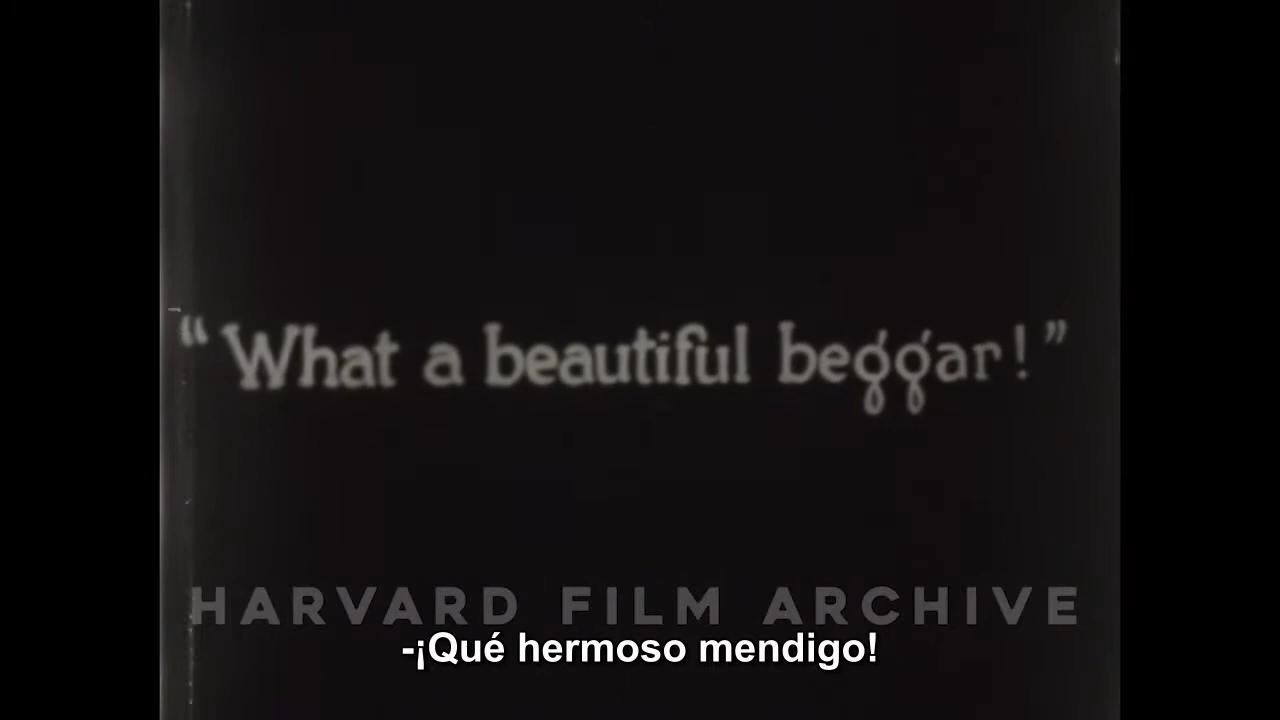 “What a beautiful beggar!”
HARVARD FILM ARCHIVE
-¡Qué hermoso mendigo!